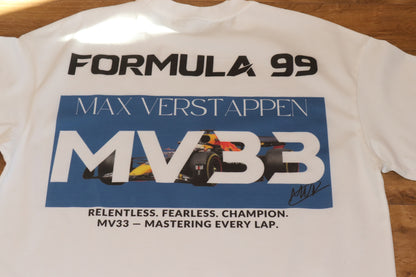 FORMULA 99
MAX VERSTAPPEN
MV33
RELENTLESS. FEARLESS. CHAMPION.
MV33 — MASTERING EVERY LAP.